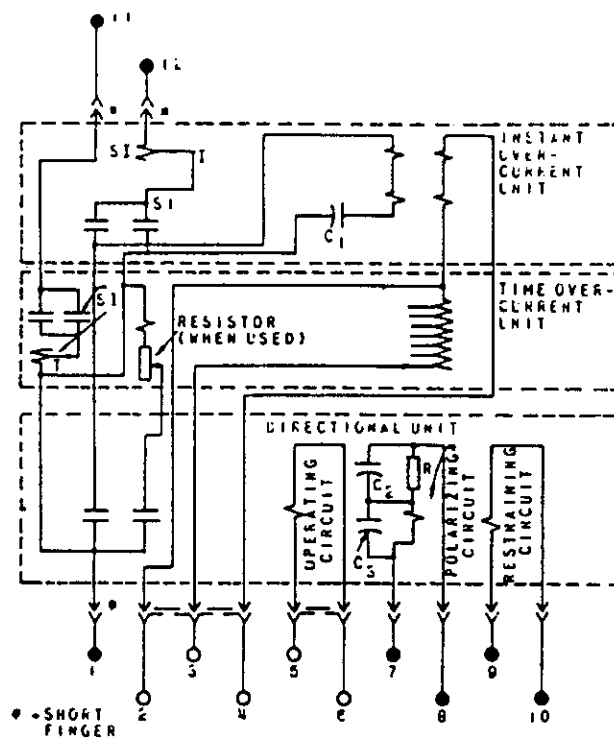 11
12
*
*
INSTANT
OVER-
CURRENT
UNIT
SI
T
SI
C1
TIME OVER-
CURRENT
UNIT
SI
T
RESISTOR
(WHEN USED)
DIRECTIONAL UNIT
OPERATING
CIRCUIT
C2
C3
R
POLARIZING
CIRCUIT
RESTRAINING
CIRCUIT
*
1
3
5
7
9
2
4
6
8
10
* = SHORT
FINGER